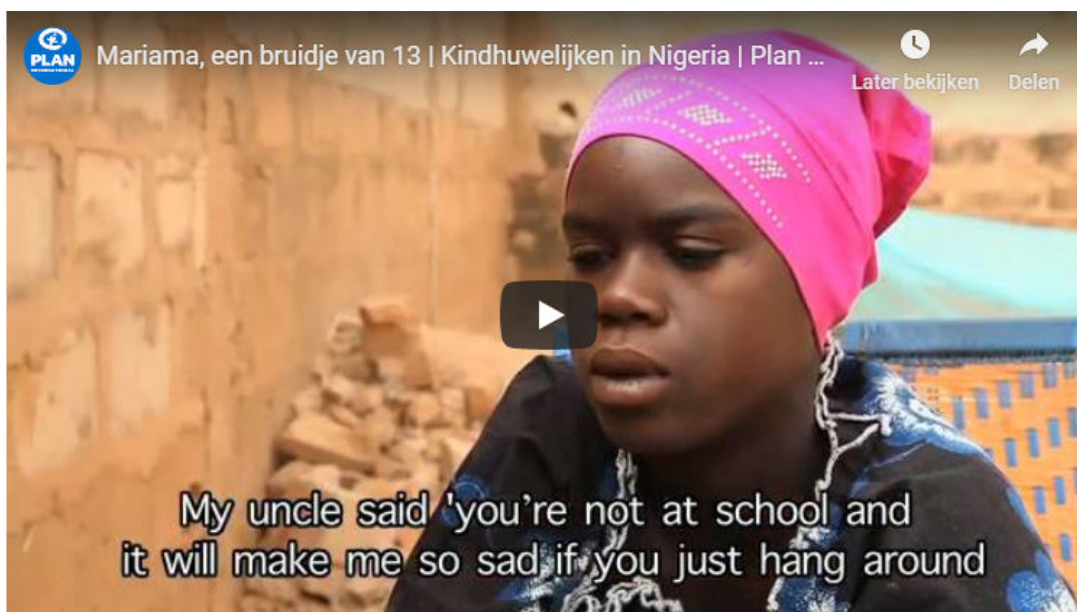 PLAN
INTERNATIONAL
Mariama, een bruidje van 13 | Kindhuwelijken in Nigeria | Plan ...
Later bekijken
Delen
My uncle said 'you're not at school and
it will make me so sad if you just hang around